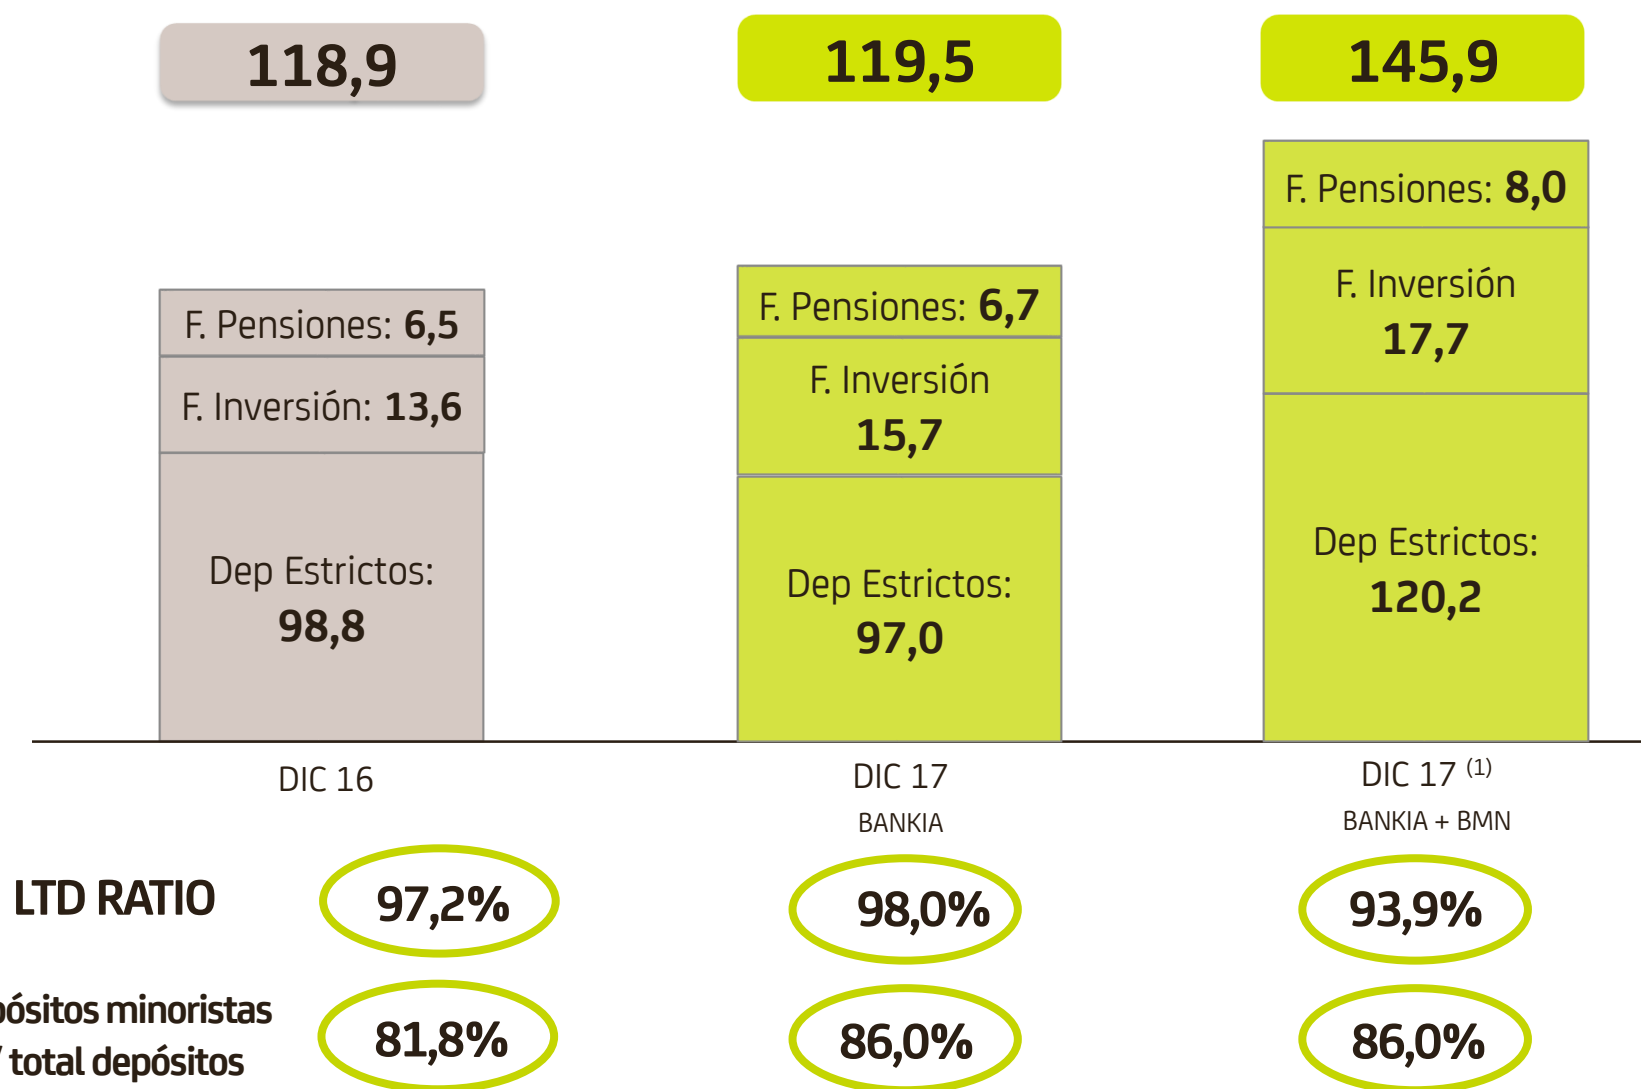 118,9
119,5
145,9
F. Pensiones: 6,5
F. Inversión: 13,6
Dep Estrictos:
98,8
F. Pensiones: 6,7
F. Inversión
15,7
Dep Estrictos:
97,0
F. Pensiones: 8,0
F. Inversión
17,7
Dep Estrictos:
120,2
DIC 16
DIC 17
BANKIA
DIC 17 (1)
BANKIA + BMN
LTD RATIO
97,2%
98,0%
93,9%
pósitos minoristas
/ total depósitos
81,8%
86,0%
86,0%